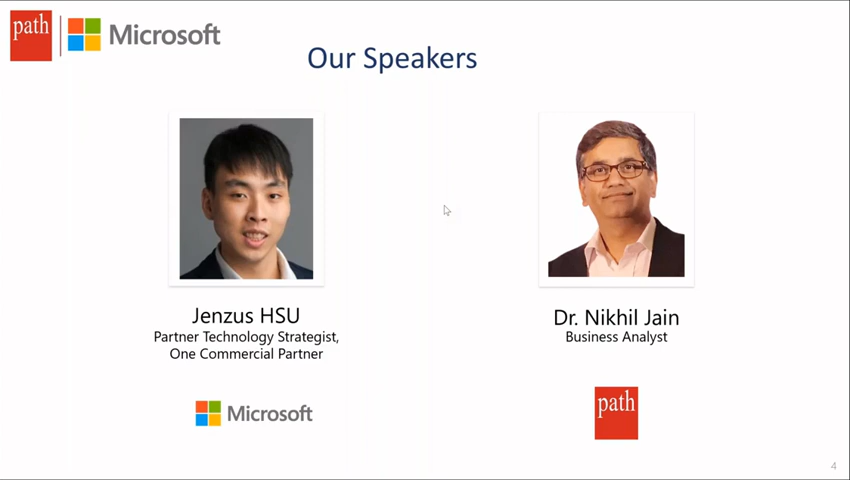 path
Microsoft
Our Speakers
Jenzus HSU
Partner Technology Strategist,
One Commercial Partner
Microsoft
Dr. Nikhil Jain
Business Analyst
path
4